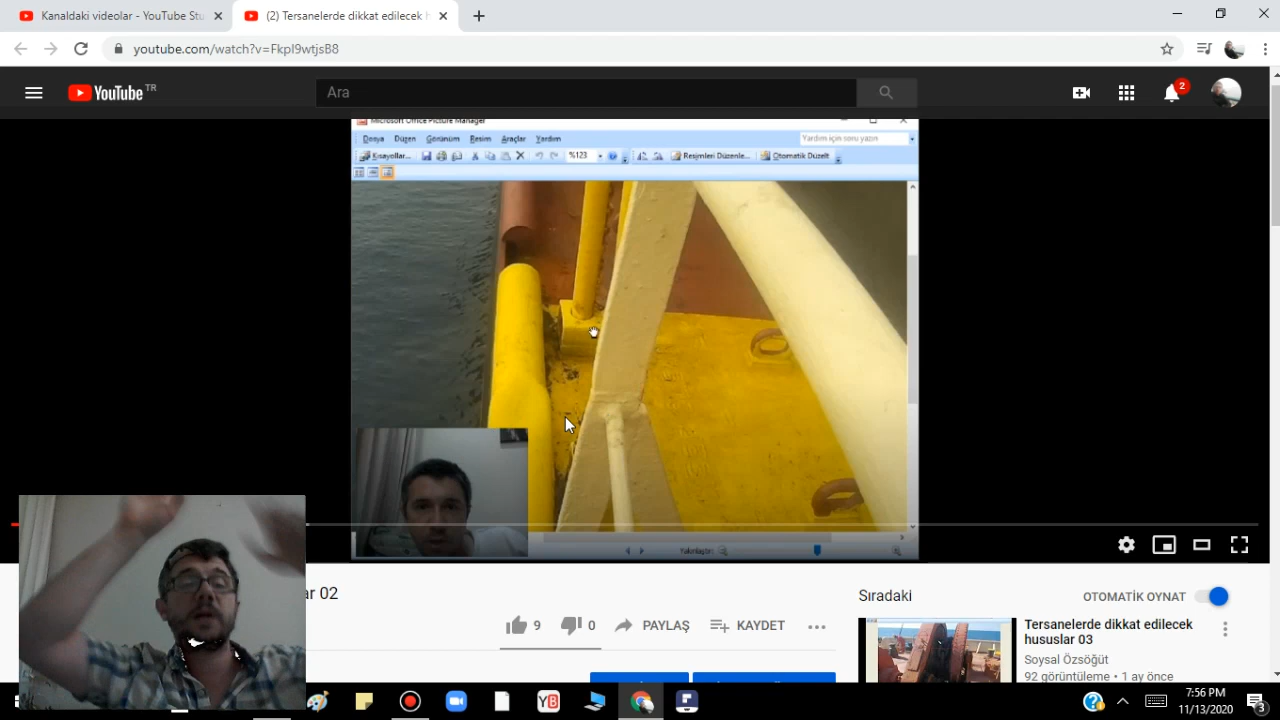 Kanaldaki videolar - YouTube Stu
(2) Tersanelerde dikkat edilecek h
youtube.com/watch?v=FkpI9wtjsB8
YouTube TR
Ara
2
Microsoft Office Picture Manager
Dosya Düzen Görünüm Resim Araçlar Yardım
Yardım için soru yazın
Kısayollar...
%123
Resimleri Düzenle...
Otomatik Düzelt
Yakınlaştır:
ar 02
9
0
PAYLAŞ
KAYDET
Sıradaki
OTOMATİK OYNAT
Tersanelerde dikkat edilecek
hususlar 03
Soysal Özsöğüt
92 görüntüleme • 1 ay önce
YB
7:56 PM
11/13/2020
3